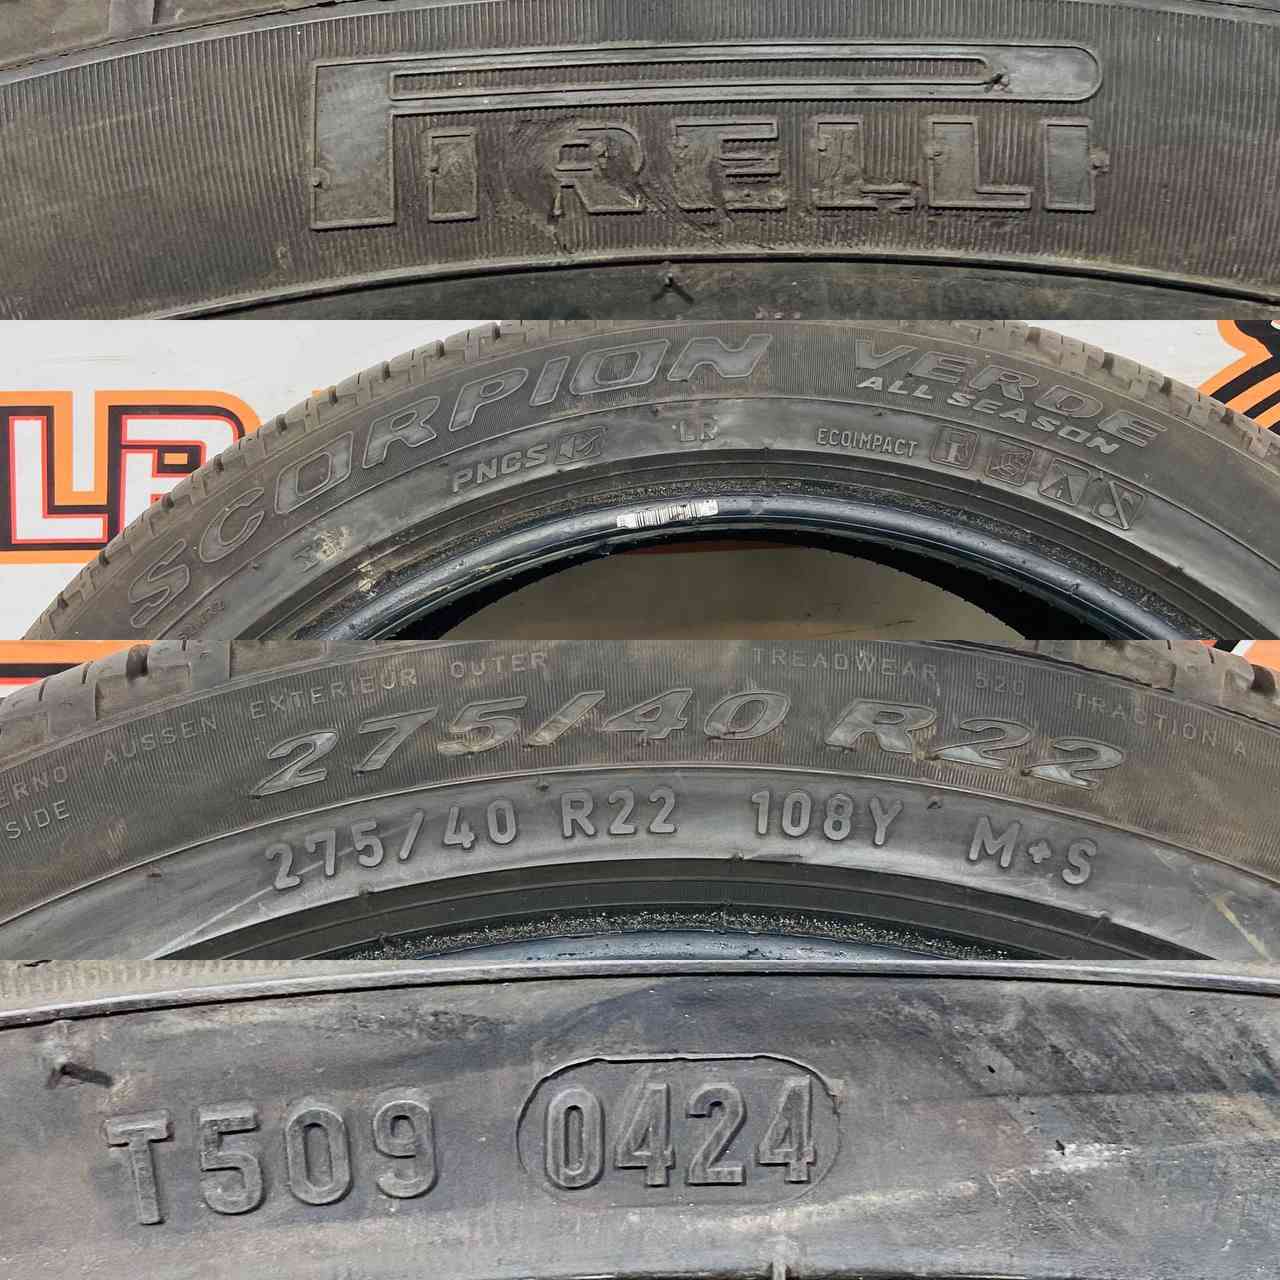 PIRELLI
SCORPION VERDE
ALL SEASON
PNCS LR ECOIMPACT
ERNO AUSSEN EXTERIEUR OUTER TREADWEAR 520 TRACTION A
SIDE
275/40 R22
275/40 R22 108Y M+S
T509 0424